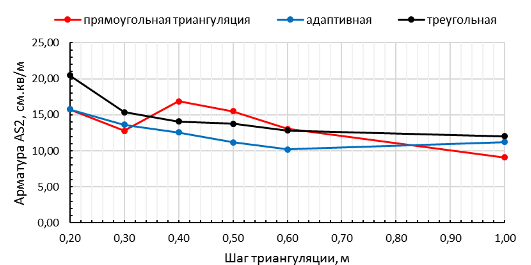 прямоугольная триангуляция адаптивная треугольная
25,00
20,00
15,00
10,00
5,00
0,00
Арматура AS2, см.кв/м
0,20 0,30 0,40 0,50 0,60 0,70 0,80 0,90 1,00
Шаг триангуляции, м